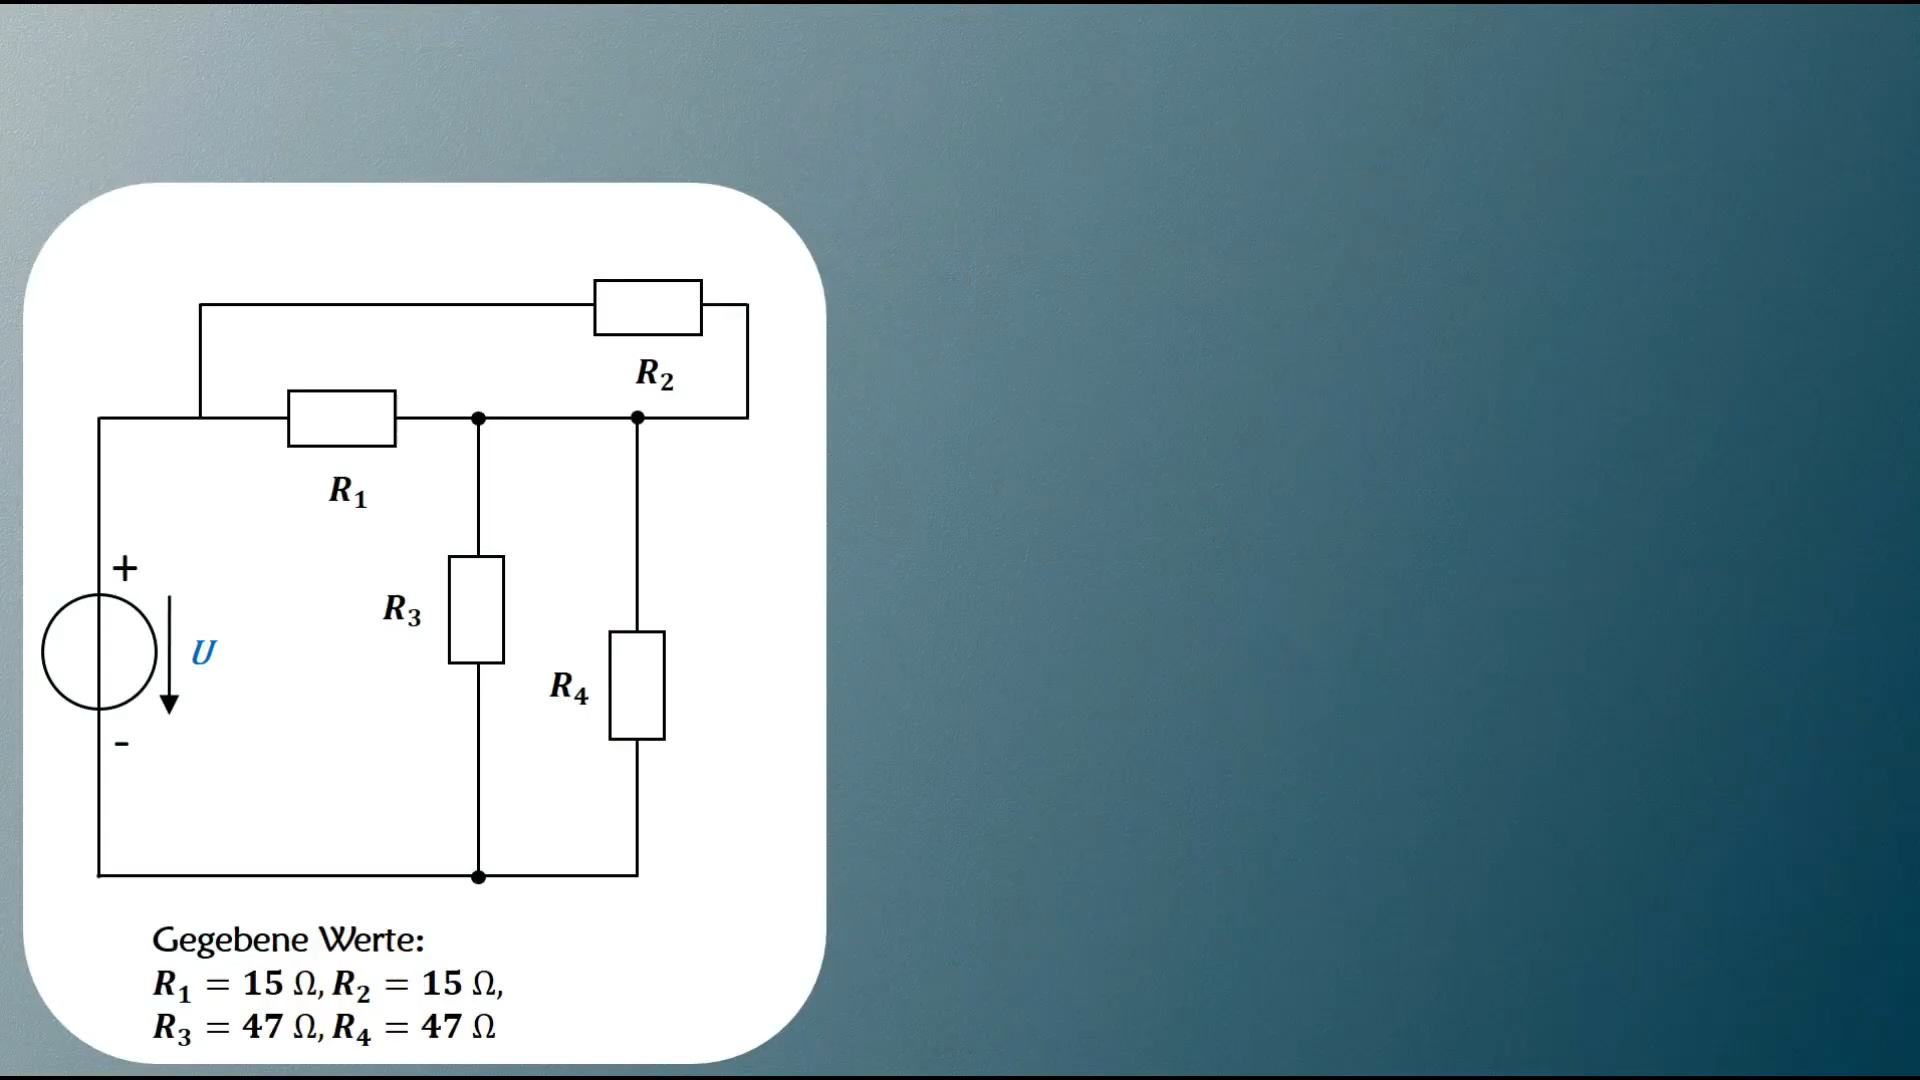 R₂
R₁
+
R₃
U
R₄
-
Gegebene Werte:
R₁ = 15 Ω, R₂ = 15 Ω,
R₃ = 47 Ω, R₄ = 47 Ω